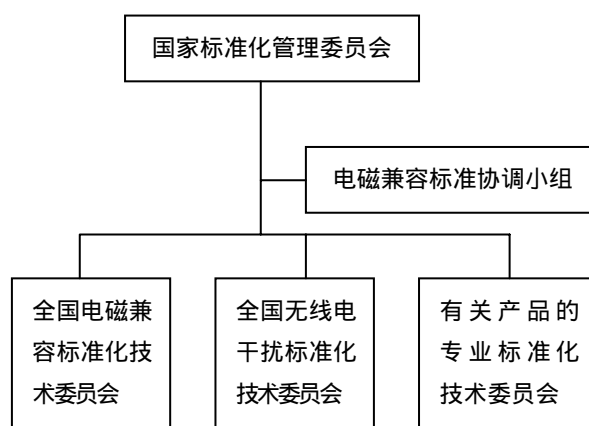 国家标准化管理委员会
电磁兼容标准协调小组
全国电磁兼
容标准化技
术委员会
全国无线电
干扰标准化
技术委员会
有关产品的
专业标准化
技术委员会